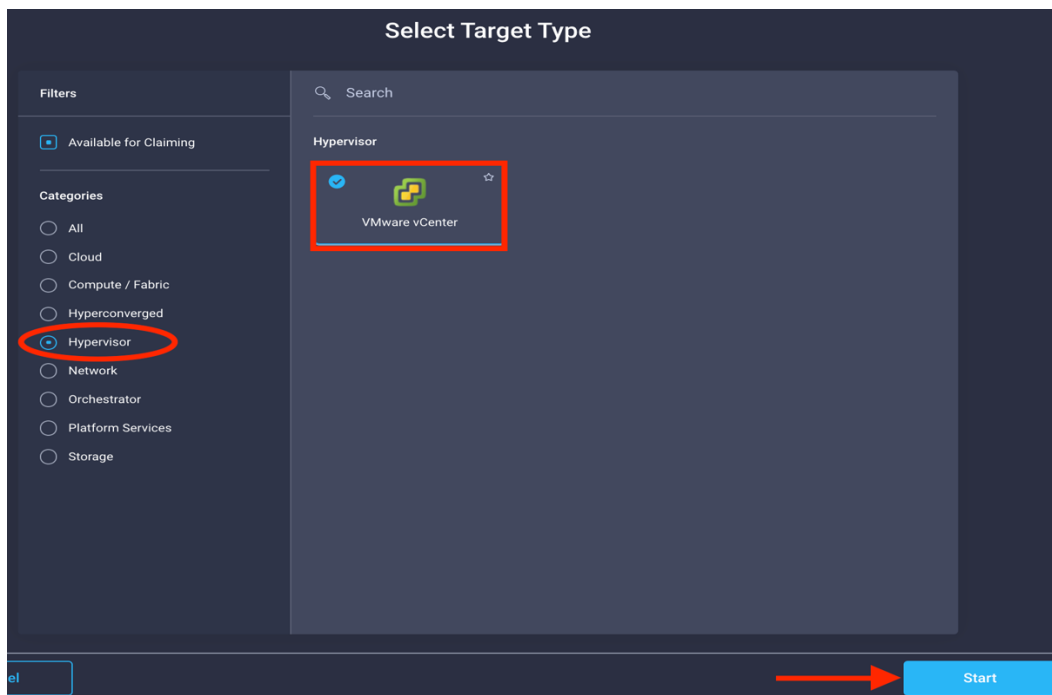 Select Target Type
Filters
Available for Claiming
Categories
All
Cloud
Compute / Fabric
Hyperconverged
Hypervisor
Network
Orchestrator
Platform Services
Storage
Search
Hypervisor
VMware vCenter
el
Start